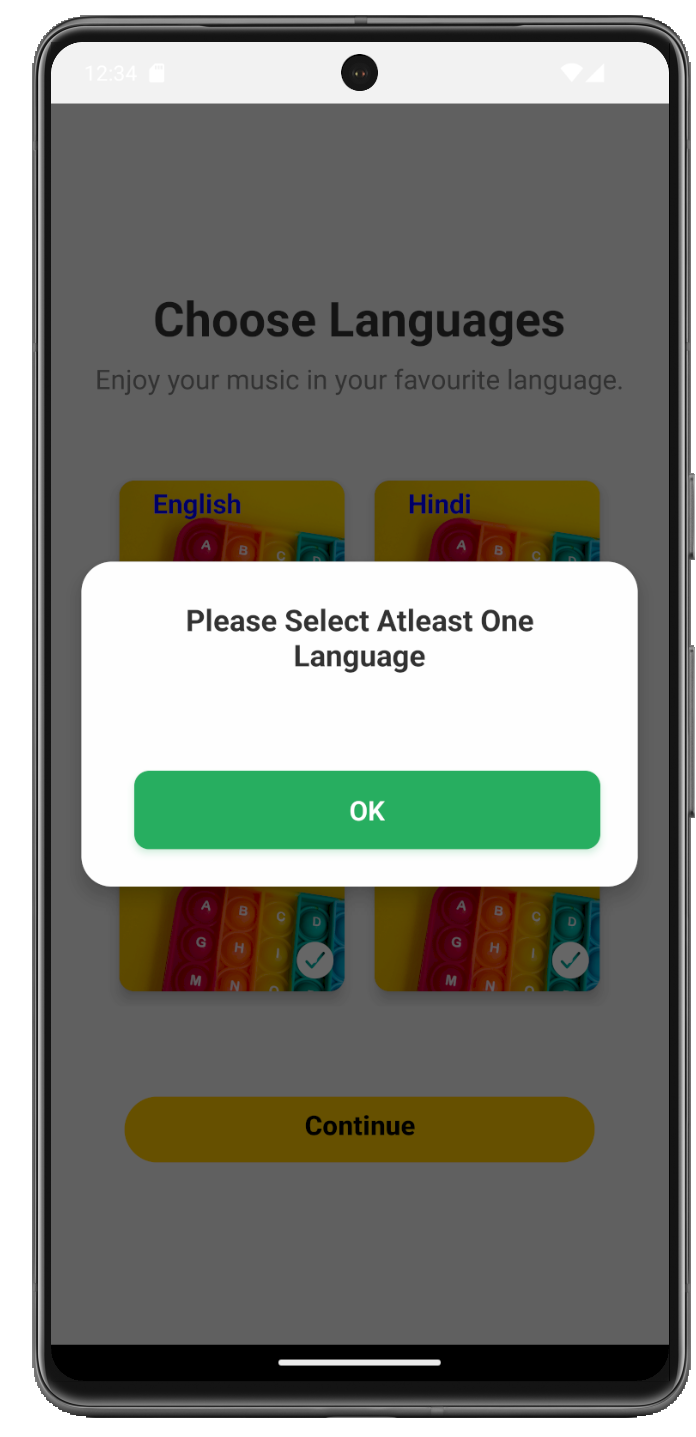 12:34
Choose Languages
Enjoy your music in your favourite language.
English
Hindi
A B C D
A B C D
Please Select Atleast One
Language
OK
A B C D
A B C D
G H I
G H I
M N O
M N O
Continue